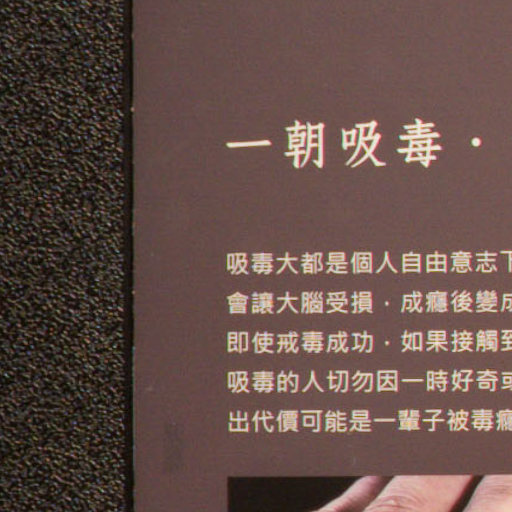 一朝吸毒·
吸毒大都是個人自由意志下
會讓大腦受損·成癮後變成
即使戒毒成功·如果接觸到
吸毒的人切勿因一時好奇或
出代價可能是一輩子被毒癮